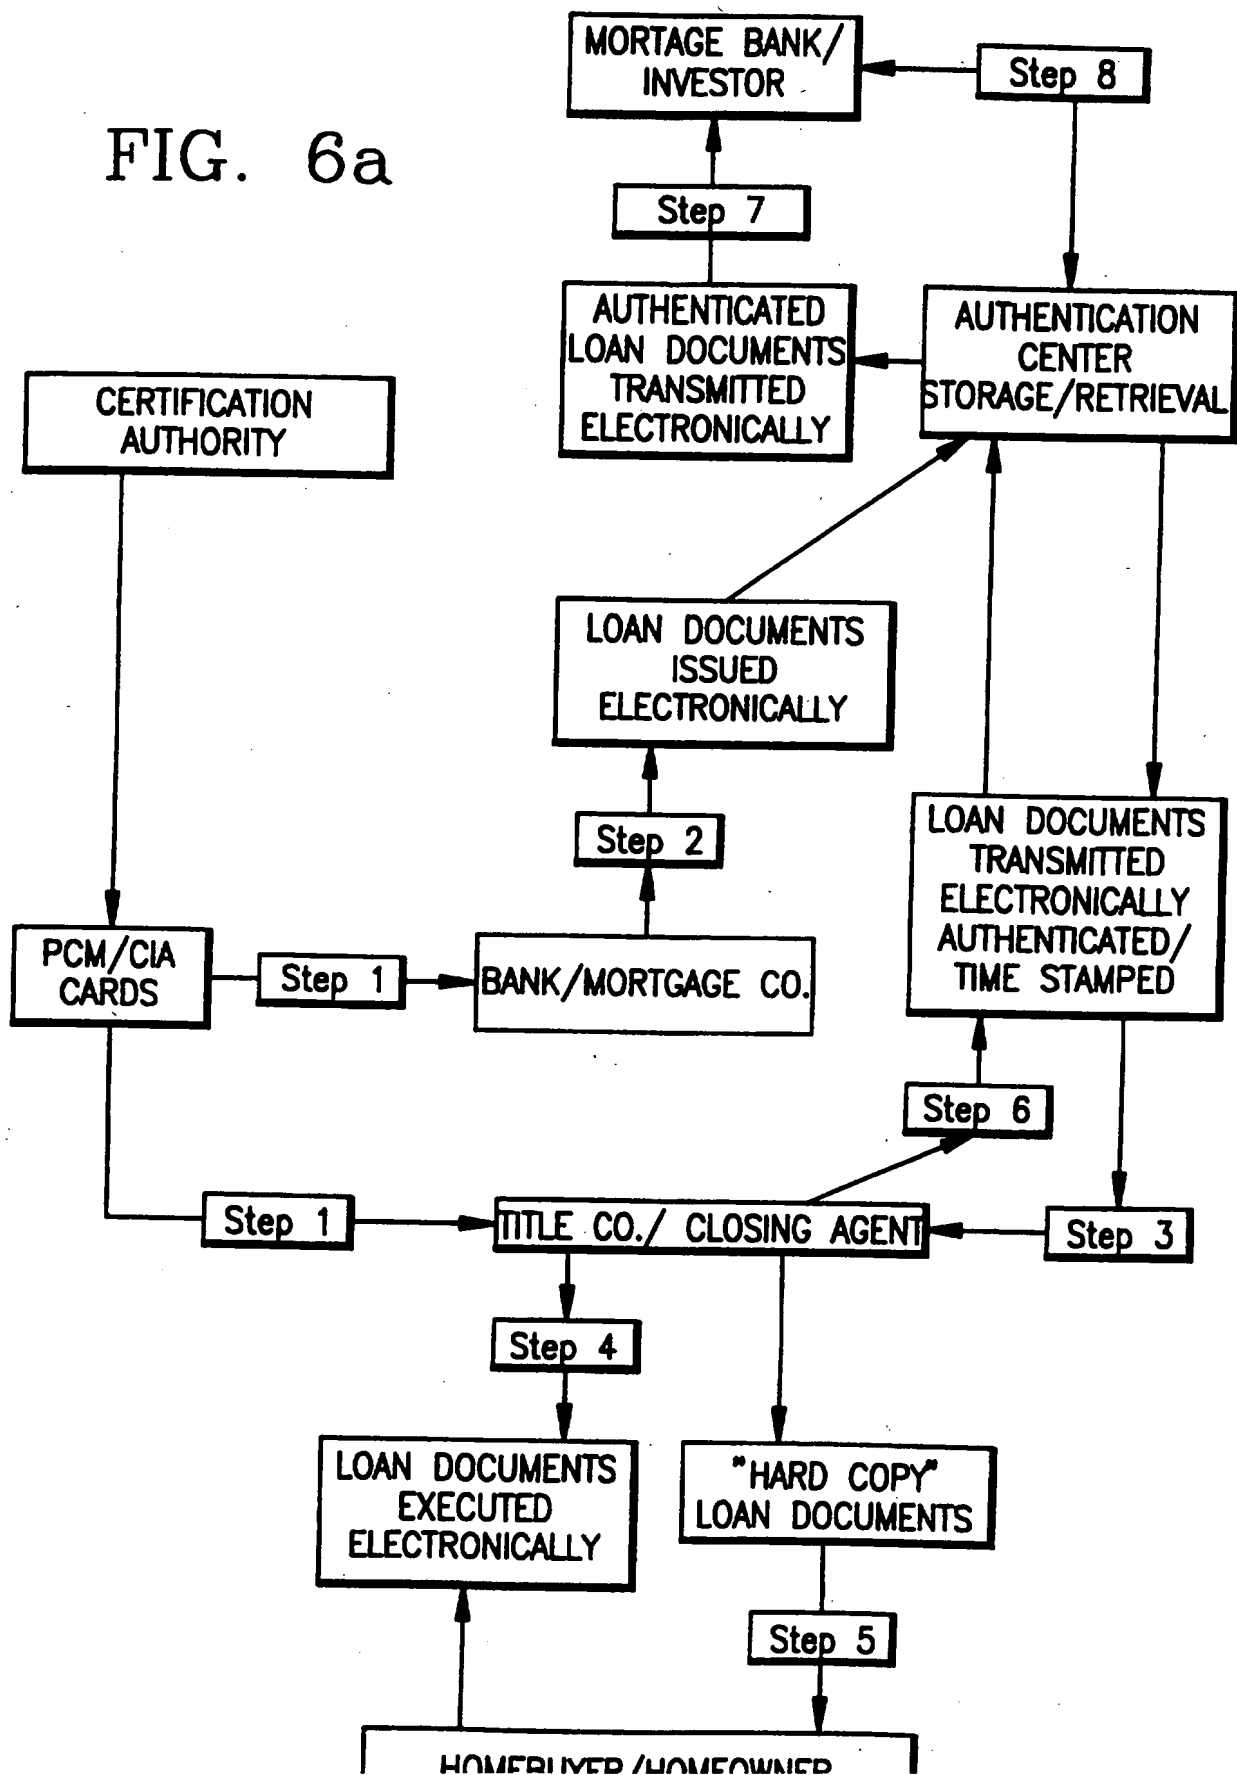 MORTAGE BANK/
INVESTOR
Step 8
FIG. 6a
Step 7
AUTHENTICATED
LOAN DOCUMENTS
TRANSMITTED
ELECTRONICALLY
AUTHENTICATION
CENTER
STORAGE/RETRIEVAL
CERTIFICATION
AUTHORITY
LOAN DOCUMENTS
ISSUED
ELECTRONICALLY
Step 2
LOAN DOCUMENTS
TRANSMITTED
ELECTRONICALLY
AUTHENTICATED/
TIME STAMPED
PCM/CIA
CARDS
Step 1
BANK/MORTGAGE CO.
Step 6
Step 1
TITLE CO./ CLOSING AGENT
Step 3
Step 4
LOAN DOCUMENTS
EXECUTED
ELECTRONICALLY
"HARD COPY"
LOAN DOCUMENTS
Step 5
HOMEBUYER/HOMEOWNER